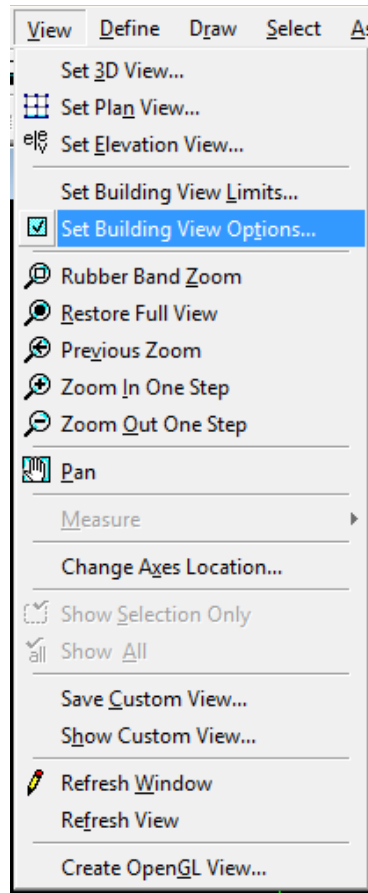 View Define Draw Select As
Set 3D View...
Set Plan View...
Set Elevation View...
Set Building View Limits...
Set Building View Options...
Rubber Band Zoom
Restore Full View
Previous Zoom
Zoom In One Step
Zoom Out One Step
Pan
Measure
Change Axes Location...
Show Selection Only
all Show All
Save Custom View...
Show Custom View...
Refresh Window
Refresh View
Create OpenGL View...